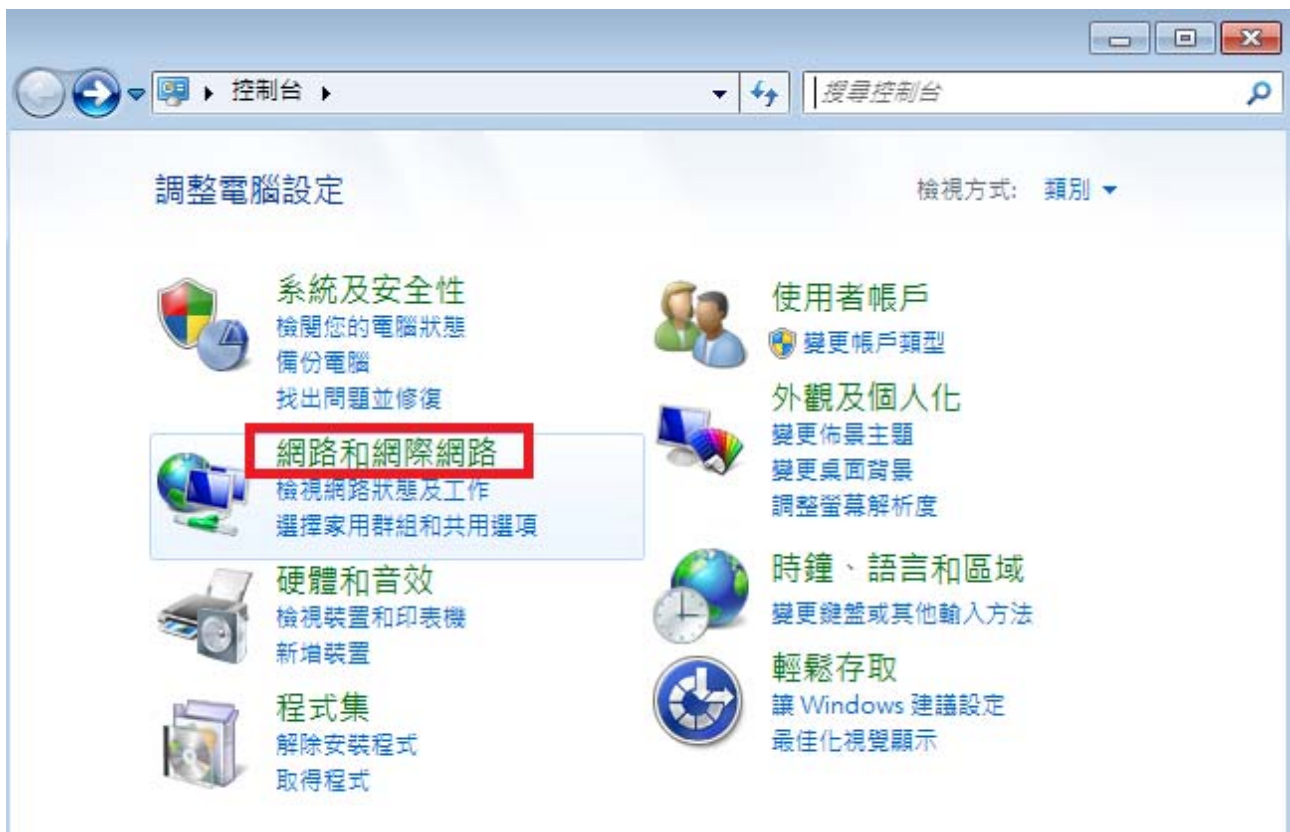 控制台
搜尋控制台
調整電腦設定
檢視方式: 類別
系統及安全性
檢閱您的電腦狀態
備份電腦
找出問題並修復
網路和網際網路
檢視網路狀態及工作
選擇家用群組和共用選項
硬體和音效
檢視裝置和印表機
新增裝置
程式集
解除安裝程式
取得程式
使用者帳戶
變更帳戶類型
外觀及個人化
變更佈景主題
變更桌面背景
調整螢幕解析度
時鐘、語言和區域
變更鍵盤或其他輸入方法
輕鬆存取
讓 Windows 建議設定
最佳化視覺顯示